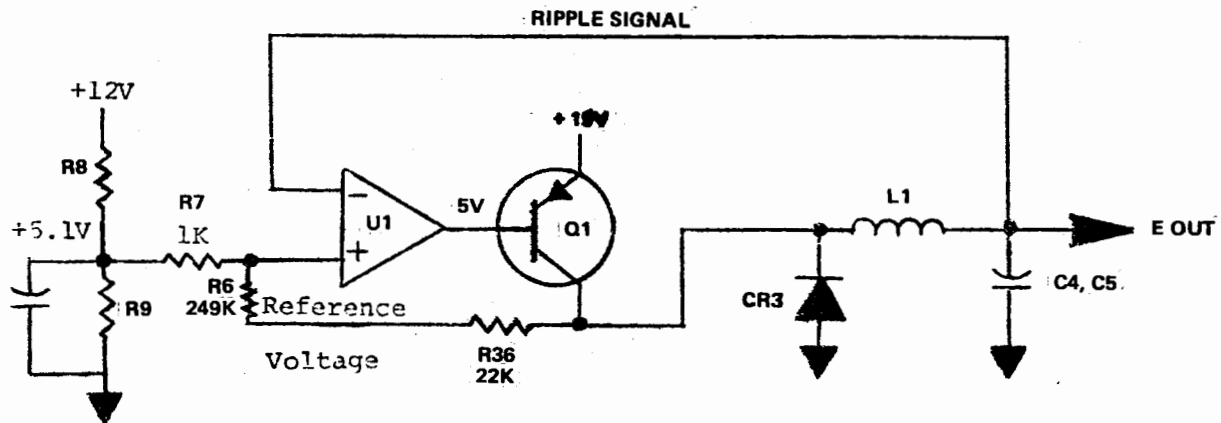 RIPPLE SIGNAL
+12V
R8
+5.1V
R9
R7
1K
R6
249K
Reference
Voltage
R36
22K
−
+
U1
5V
Q1
CR3
L1
C4, C5
E OUT